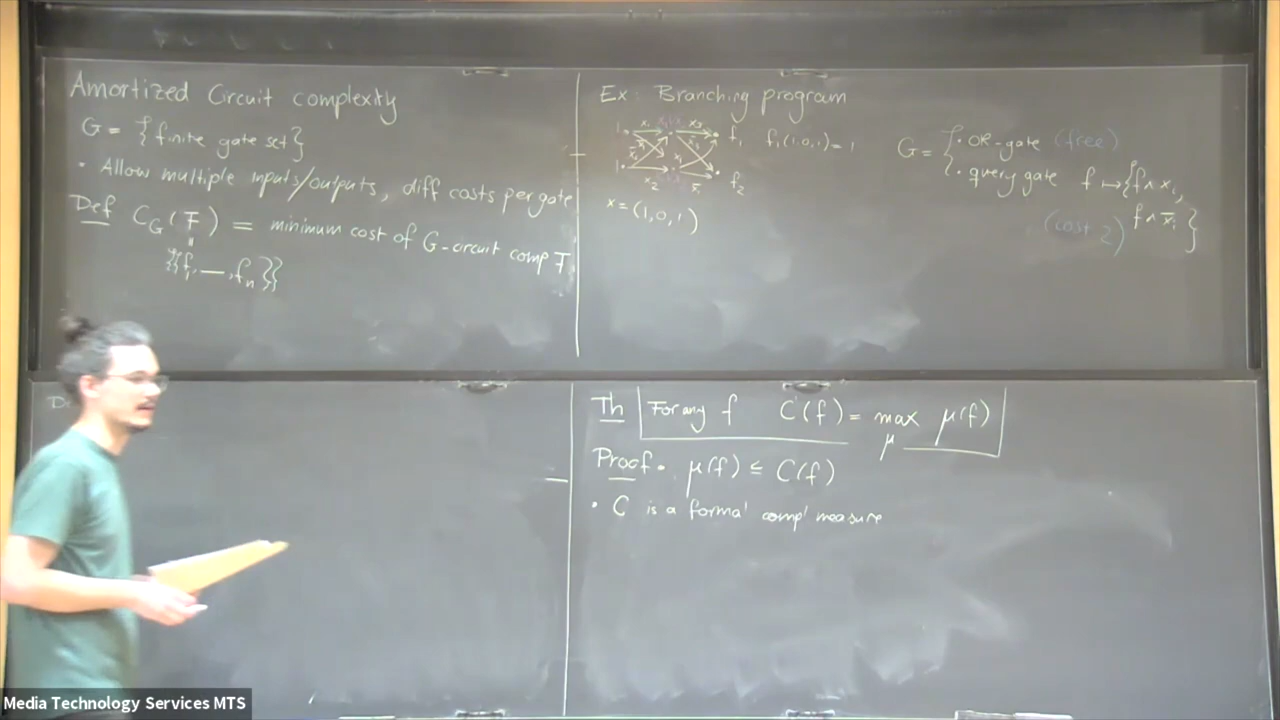 Amortized Circuit complexity
G = {finite gate set}
• Allow multiple inputs/outputs, diff costs per gate
Def C_G(F) = minimum cost of G-circuit comp F
{{f_1, —, f_n}}
Ex: Branching program
f_1 f_1(1,0,1) = 1
f_2
x = (1,0,1)
G = { • OR-gate (free)
• query gate f ↦ {f ∧ x_i,
(cost 2) f ∧ x̄_i}
Th For any f C(f) = max_μ μ(f)
Proof • μ(f) ≤ C(f)
• C is a formal compl measure
Media Technology Services MTS